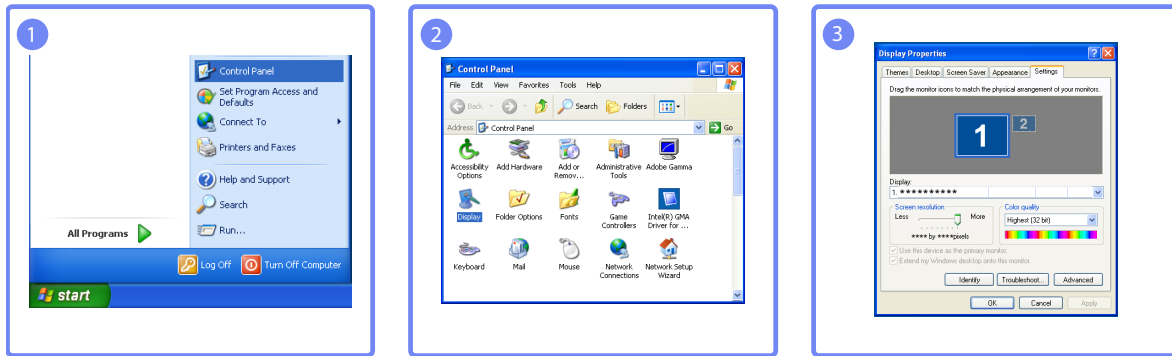 1
Control Panel
Set Program Access and
Defaults
Connect To
Printers and Faxes
Help and Support
Search
Run...
All Programs
Log Off
Turn Off Computer
start
2
Control Panel
File Edit View Favorites Tools Help
Back Search Folders
Address Control Panel Go
Accessibility Options
Add Hardware
Add or Remov...
Administrative Tools
Adobe Gamma
Display
Folder Options
Fonts
Game Controllers
Intel(R) GMA Driver for ...
Keyboard
Mail
Mouse
Network Connections
Network Setup Wizard
3
Display Properties
Themes Desktop Screen Saver Appearance Settings
Drag the monitor icons to match the physical arrangement of your monitors.
1 2
Display:
1. **********
Screen resolution
Less More
**** by ****pixels
Color quality
Highest (32 bit)
Use this device as the primary monitor.
Extend my Windows desktop onto this monitor.
Identify Troubleshoot... Advanced
OK Cancel Apply